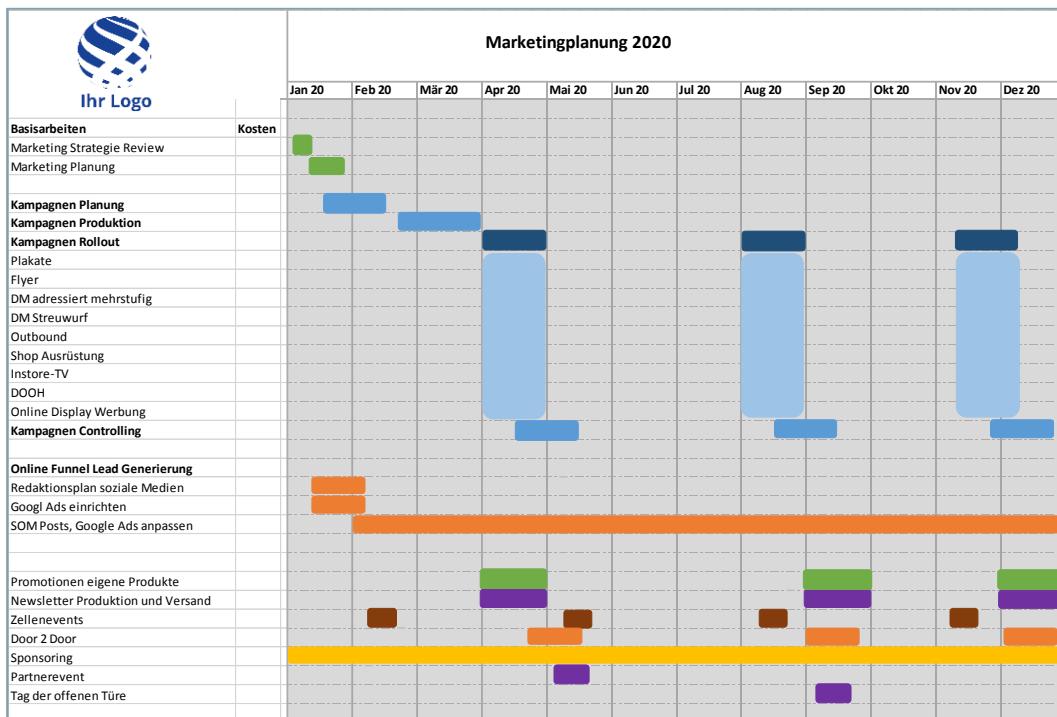 Marketingplanung 2020
Ihr Logo
Jan 20 Feb 20 Mär 20 Apr 20 Mai 20 Jun 20 Jul 20 Aug 20 Sep 20 Okt 20 Nov 20 Dez 20
Basisarbeiten Kosten
Marketing Strategie Review
Marketing Planung
Kampagnen Planung
Kampagnen Produktion
Kampagnen Rollout
Plakate
Flyer
DM adressiert mehrstufig
DM Streuwurf
Outbound
Shop Ausrüstung
Instore-TV
DOOH
Online Display Werbung
Kampagnen Controlling
Online Funnel Lead Generierung
Redaktionsplan soziale Medien
Googl Ads einrichten
SOM Posts, Google Ads anpassen
Promotionen eigene Produkte
Newsletter Produktion und Versand
Zellenevents
Door 2 Door
Sponsoring
Partnerevent
Tag der offenen Türe